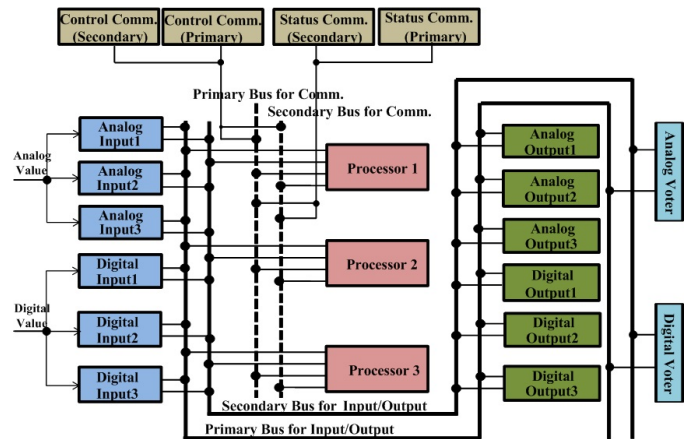 Control Comm.
(Secondary)
Control Comm.
(Primary)
Status Comm.
(Secondary)
Status Comm.
(Primary)
Primary Bus for Comm.
Secondary Bus for Comm.
Analog
Value
Analog
Input1
Analog
Input2
Analog
Input3
Digital
Value
Digital
Input1
Digital
Input2
Digital
Input3
Processor 1
Processor 2
Processor 3
Analog
Output1
Analog
Output2
Analog
Output3
Digital
Output1
Digital
Output2
Digital
Output3
Analog Voter
Digital Voter
Secondary Bus for Input/Output
Primary Bus for Input/Output